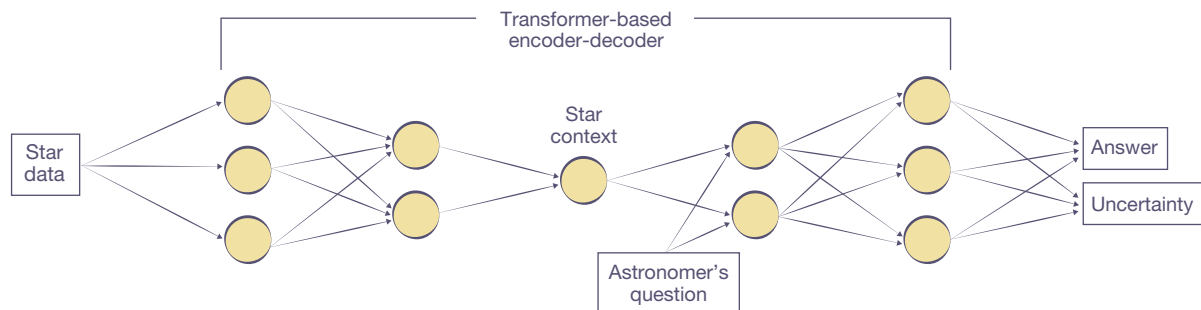 Transformer-based
encoder-decoder
Star
data
Star
context
Astronomer's
question
Answer
Uncertainty